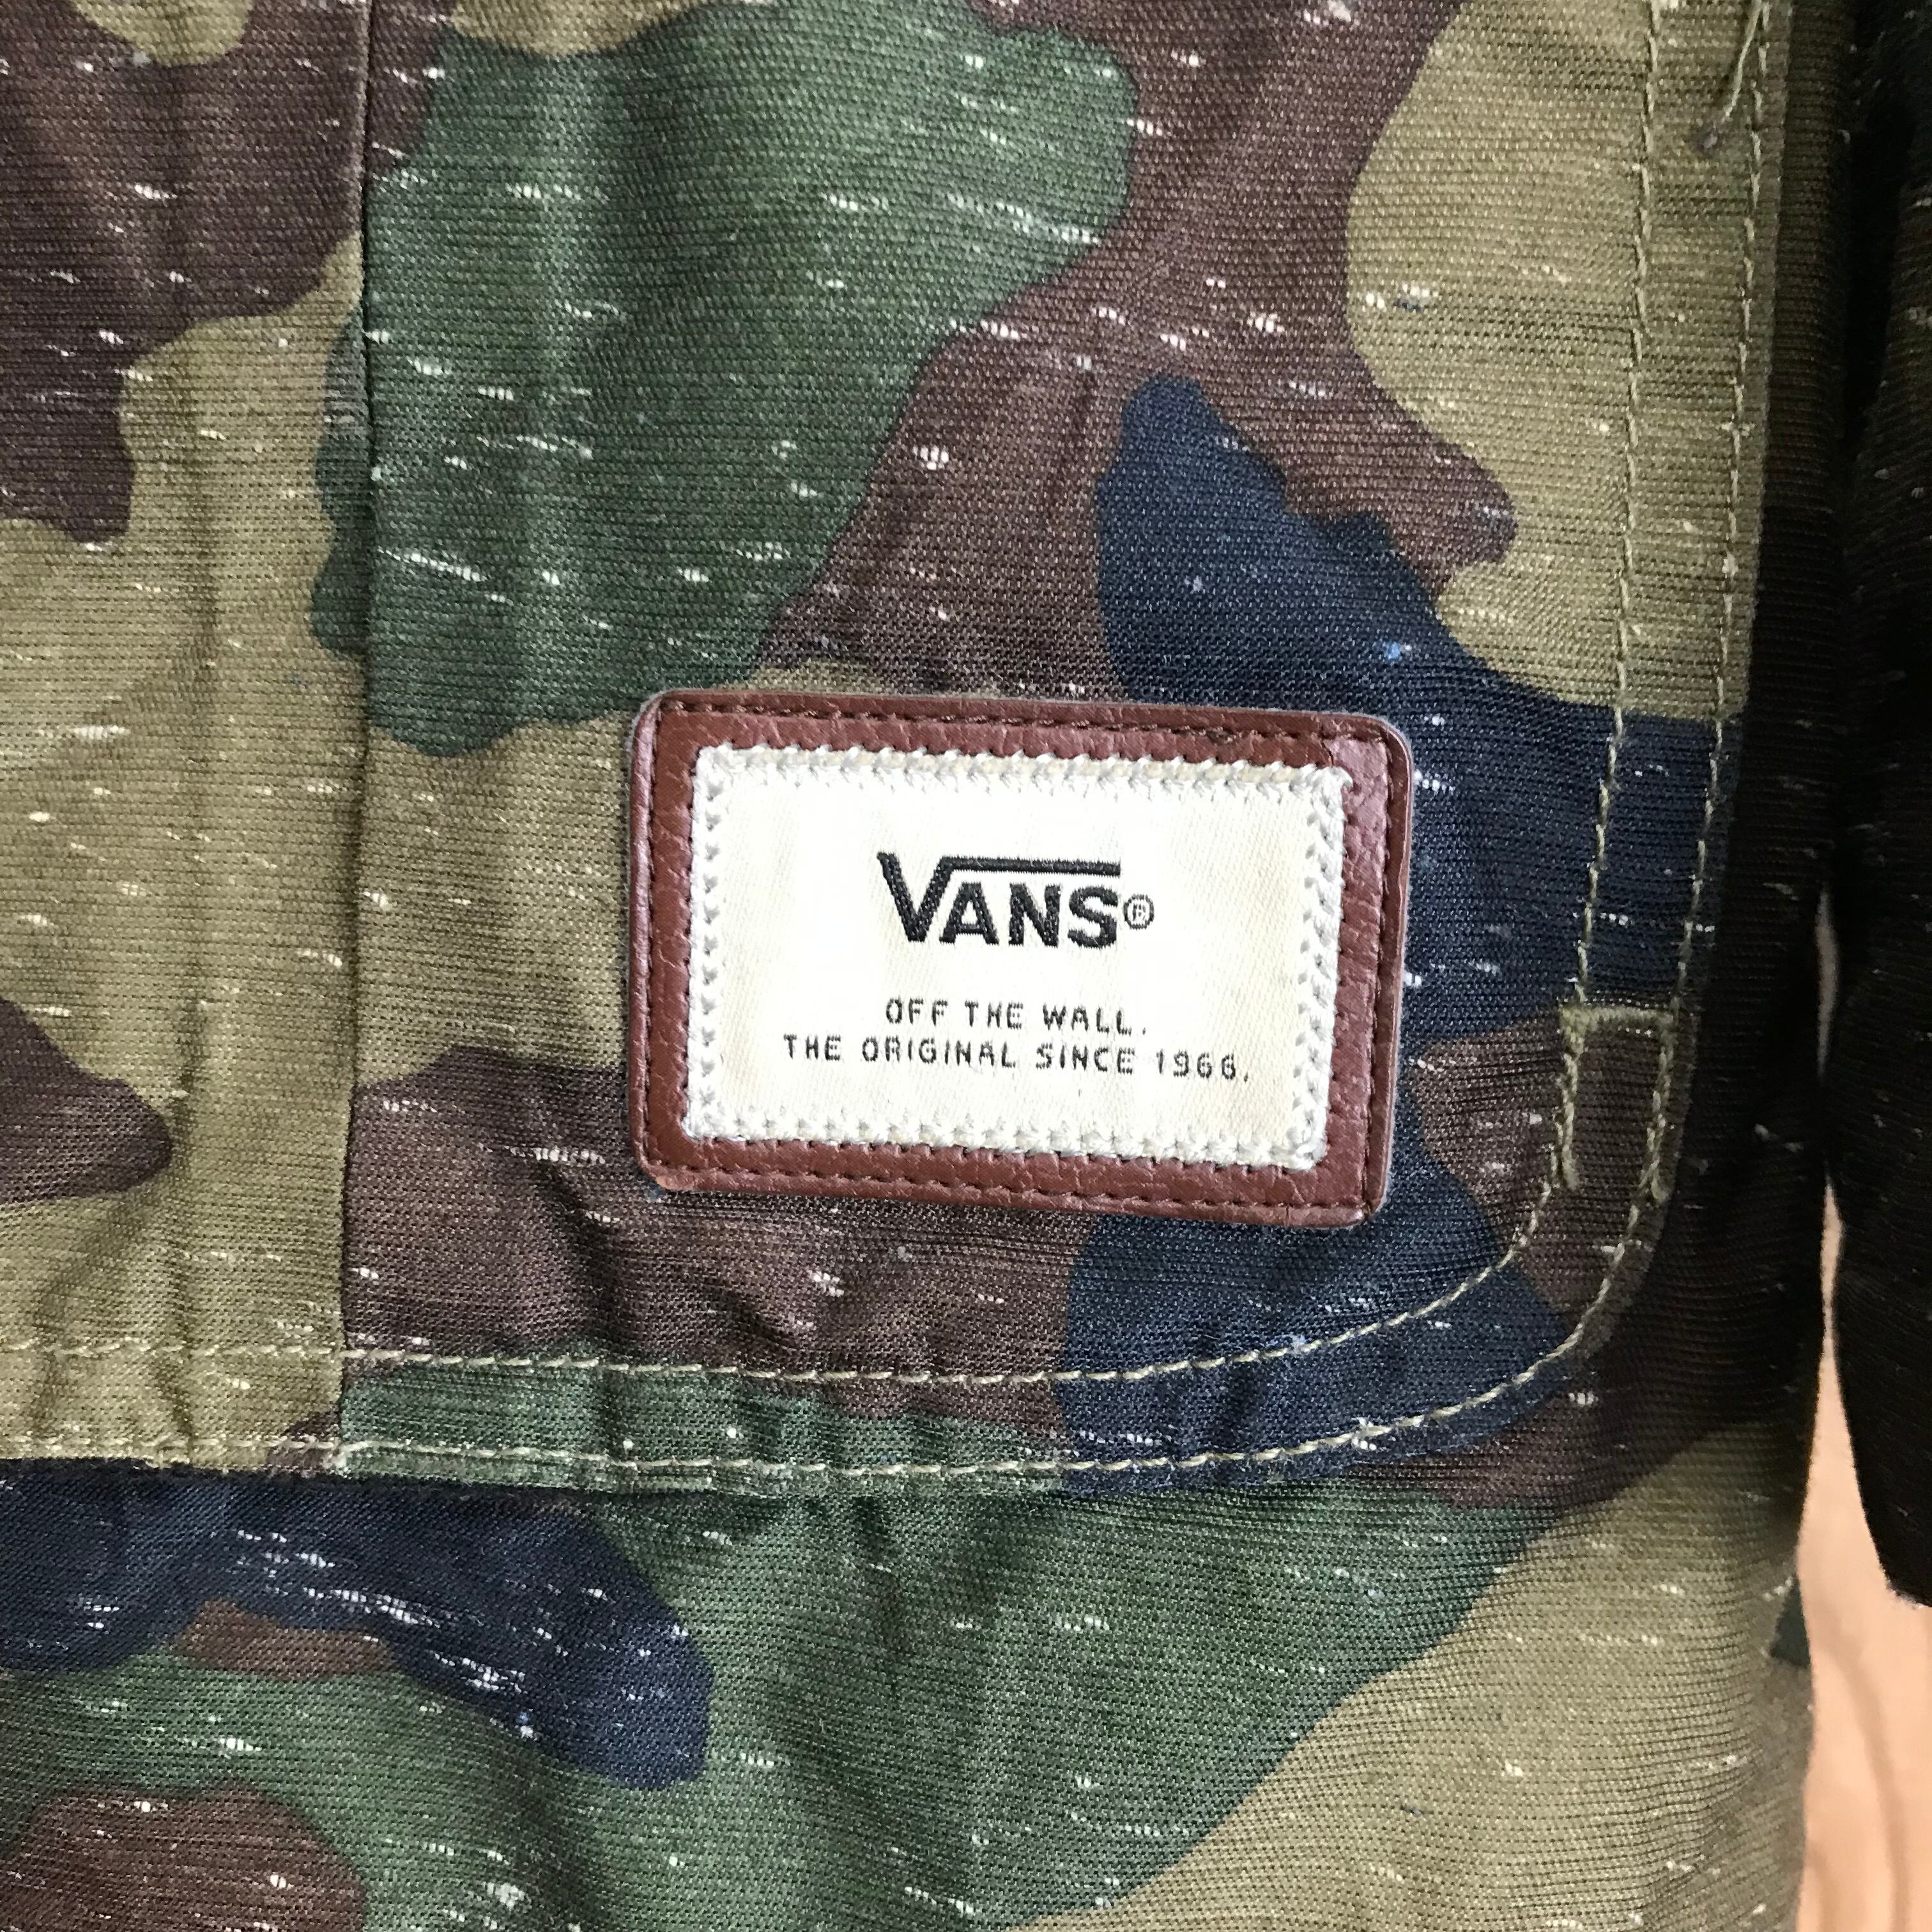 VANS®
OFF THE WALL.
THE ORIGINAL SINCE 1966.